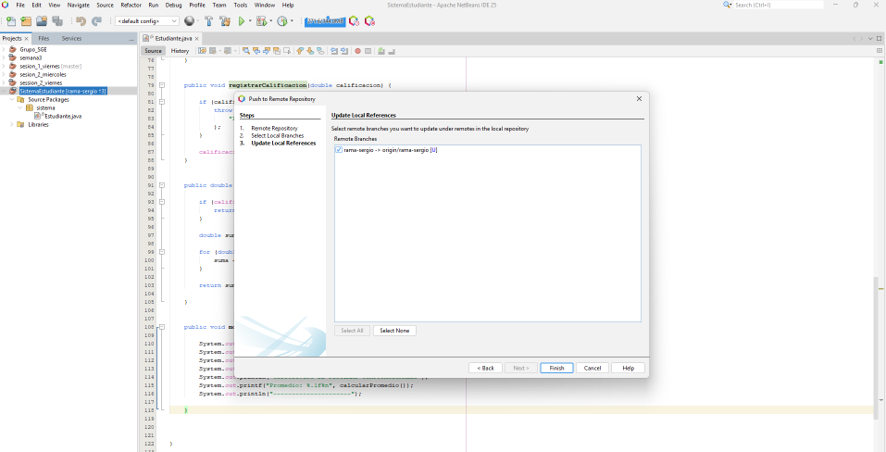 File Edit View Navigate Source Refactor Run Debug Profile Team Tools Window Help
SistemaEstudiante - Apache NetBeans IDE 25
Search (Ctrl+I)
<default config>
Projects Files Services
Estudiante.java
Source History
Grupo_SGE
semana3
sesion_1_viernes [master]
sesion_2_miercoles
sesion_2_viernes
SistemaEstudiante [rama-sergio ↑3]
Source Packages
sistema
Estudiante.java
Libraries
76 }
77
78
79 public void registrarCalificacion(double calificacion) {
80
81 if (calif
82 throw
83
84 };
85 }
86
87 calificac
88 }
89
90
91 public double
92
93 if (calif
94 return
95 }
96
97 double sum
98
99 for (doub
100 suma
101 }
102
103 return sum
104
105 }
106
107
108 public void mo
109
110 System.out
111 System.out
112 System.out
113 System.out
114 System.out
115 System.out.printf("Promedio: %.1f%n", calcularPromedio());
116 System.out.println("----------------------");
117
118 }
119
120
121
122 }
Push to Remote Repository
Steps
1. Remote Repository
2. Select Local Branches
3. Update Local References
Update Local References
Select remote branches you want to update under remotes in the local repository
Remote Branches
rama-sergio -> origin/rama-sergio [U]
Select All Select None
< Back Next > Finish Cancel Help